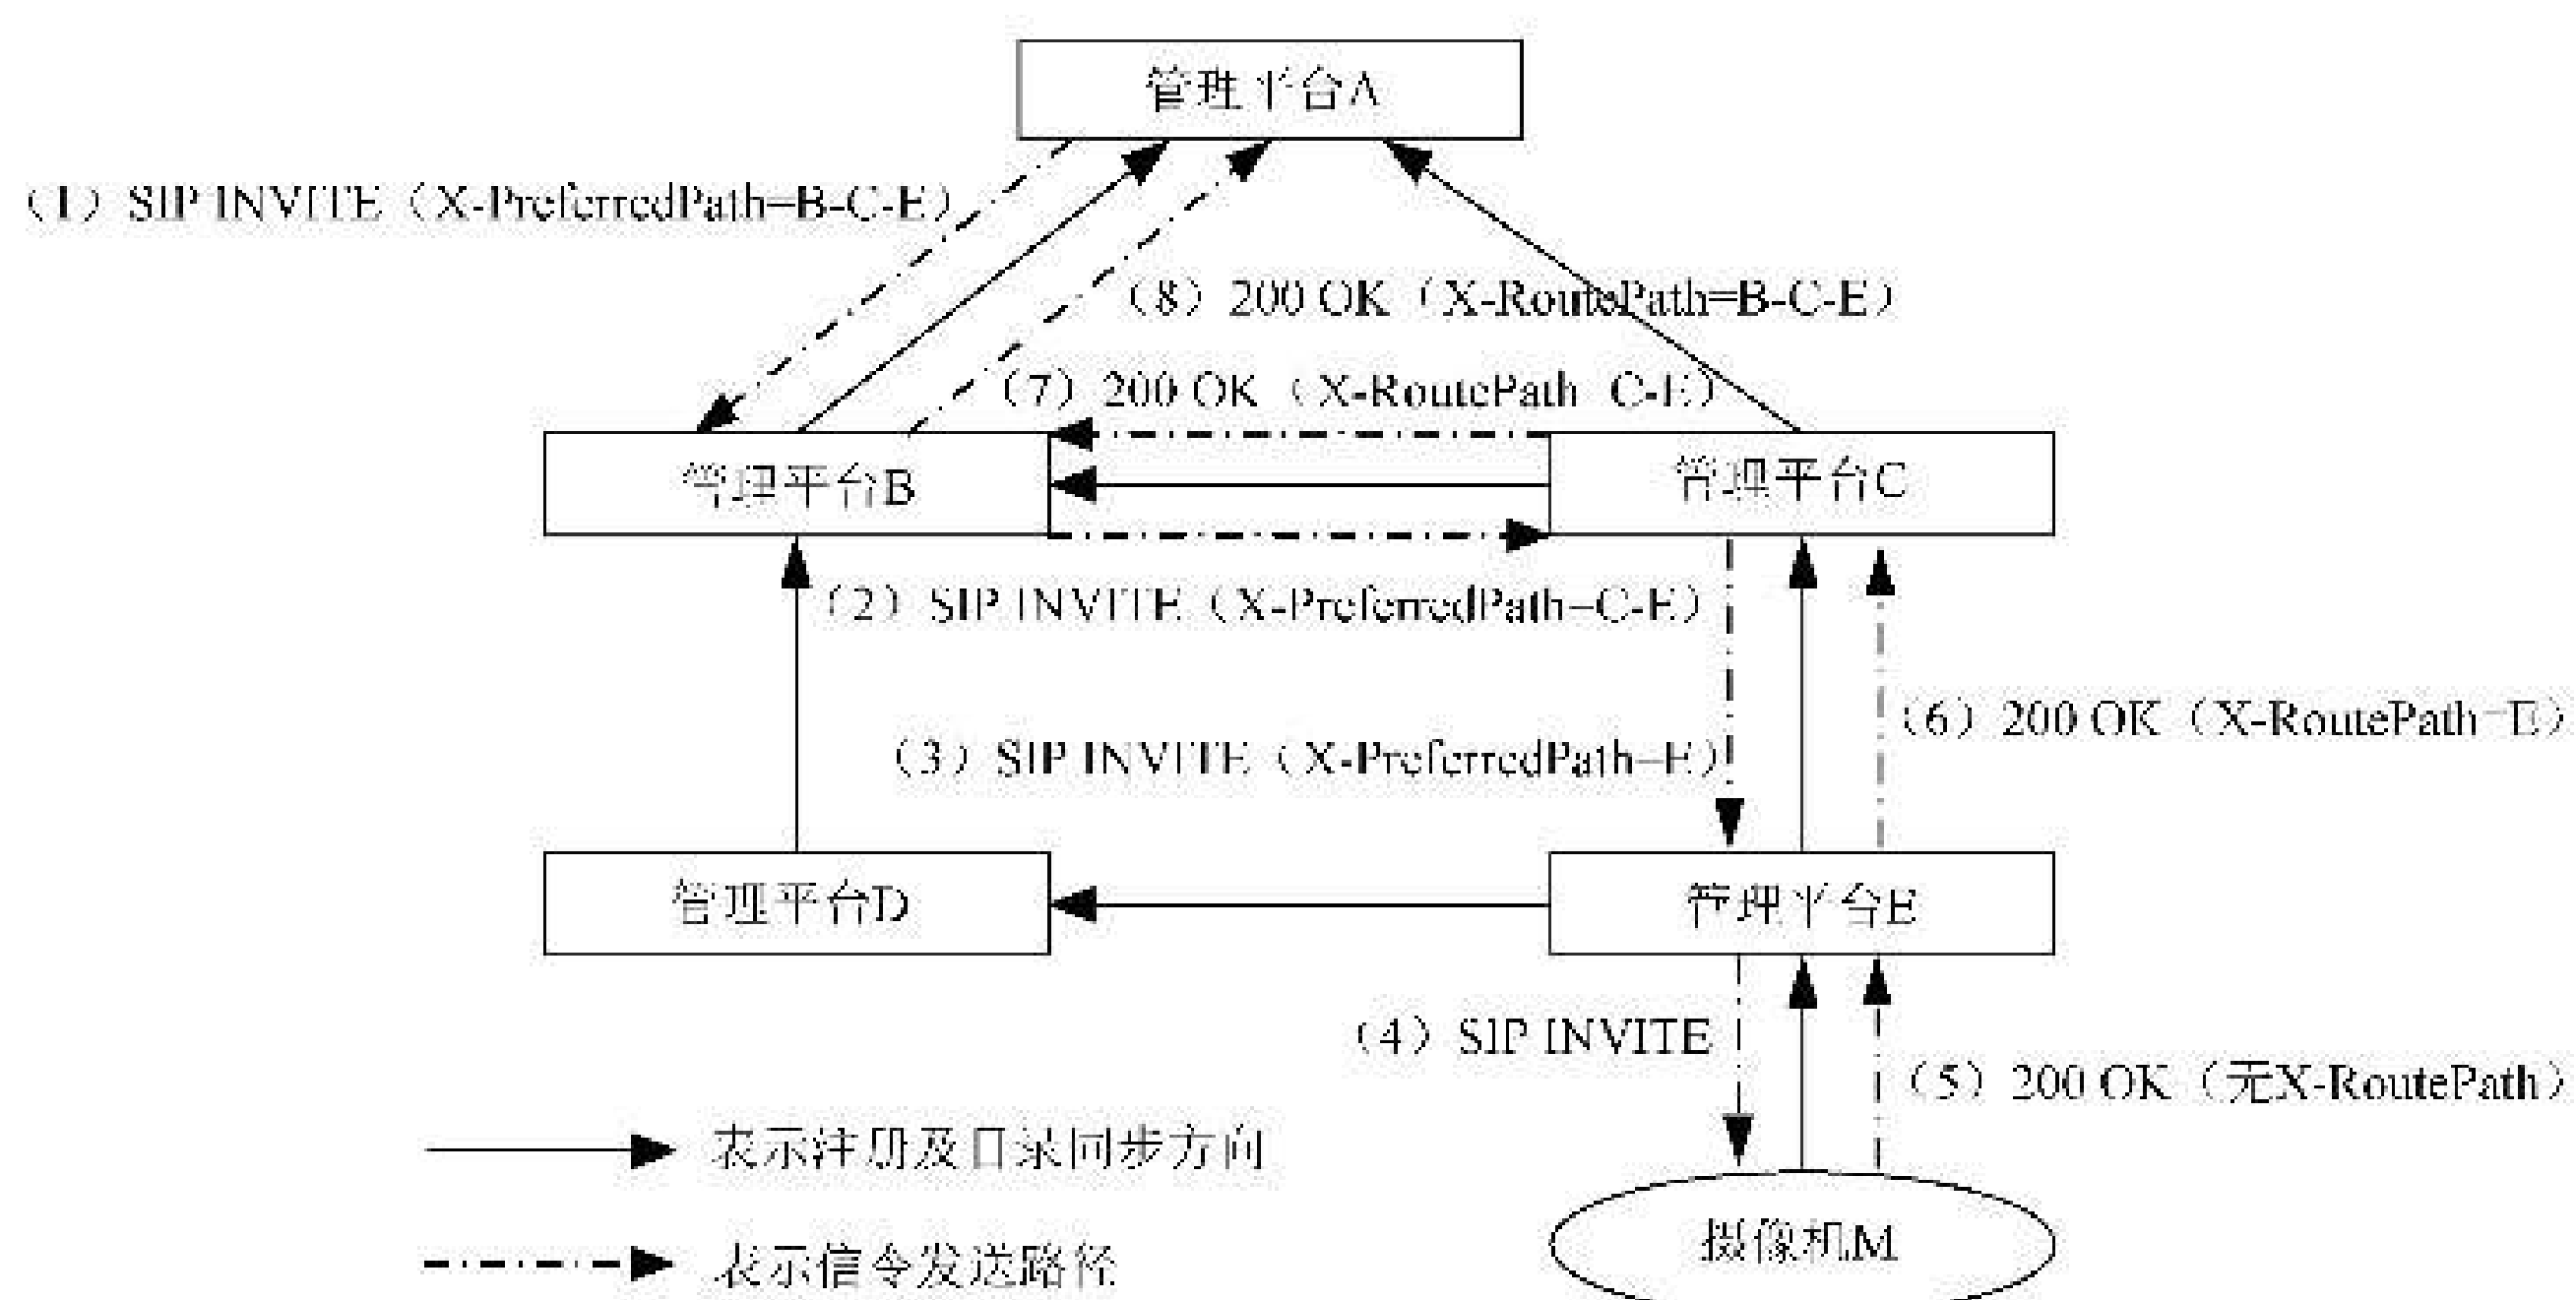 管理平台A
（1）SIP INVITE（X-PreferredPath=B-C-E）
（8）200 OK（X-RoutePath=B-C-E）
（7）200 OK（X-RoutePath=C-E）
管理平台B
管理平台C
（2）SIP INVITE（X-PreferredPath=C-E）
（6）200 OK（X-RoutePath=E）
（3）SIP INVITE（X-PreferredPath=E）
管理平台D
管理平台E
（4）SIP INVITE
（5）200 OK（无X-RoutePath）
表示注册及目录同步方向
摄像机M
表示信令发送路径